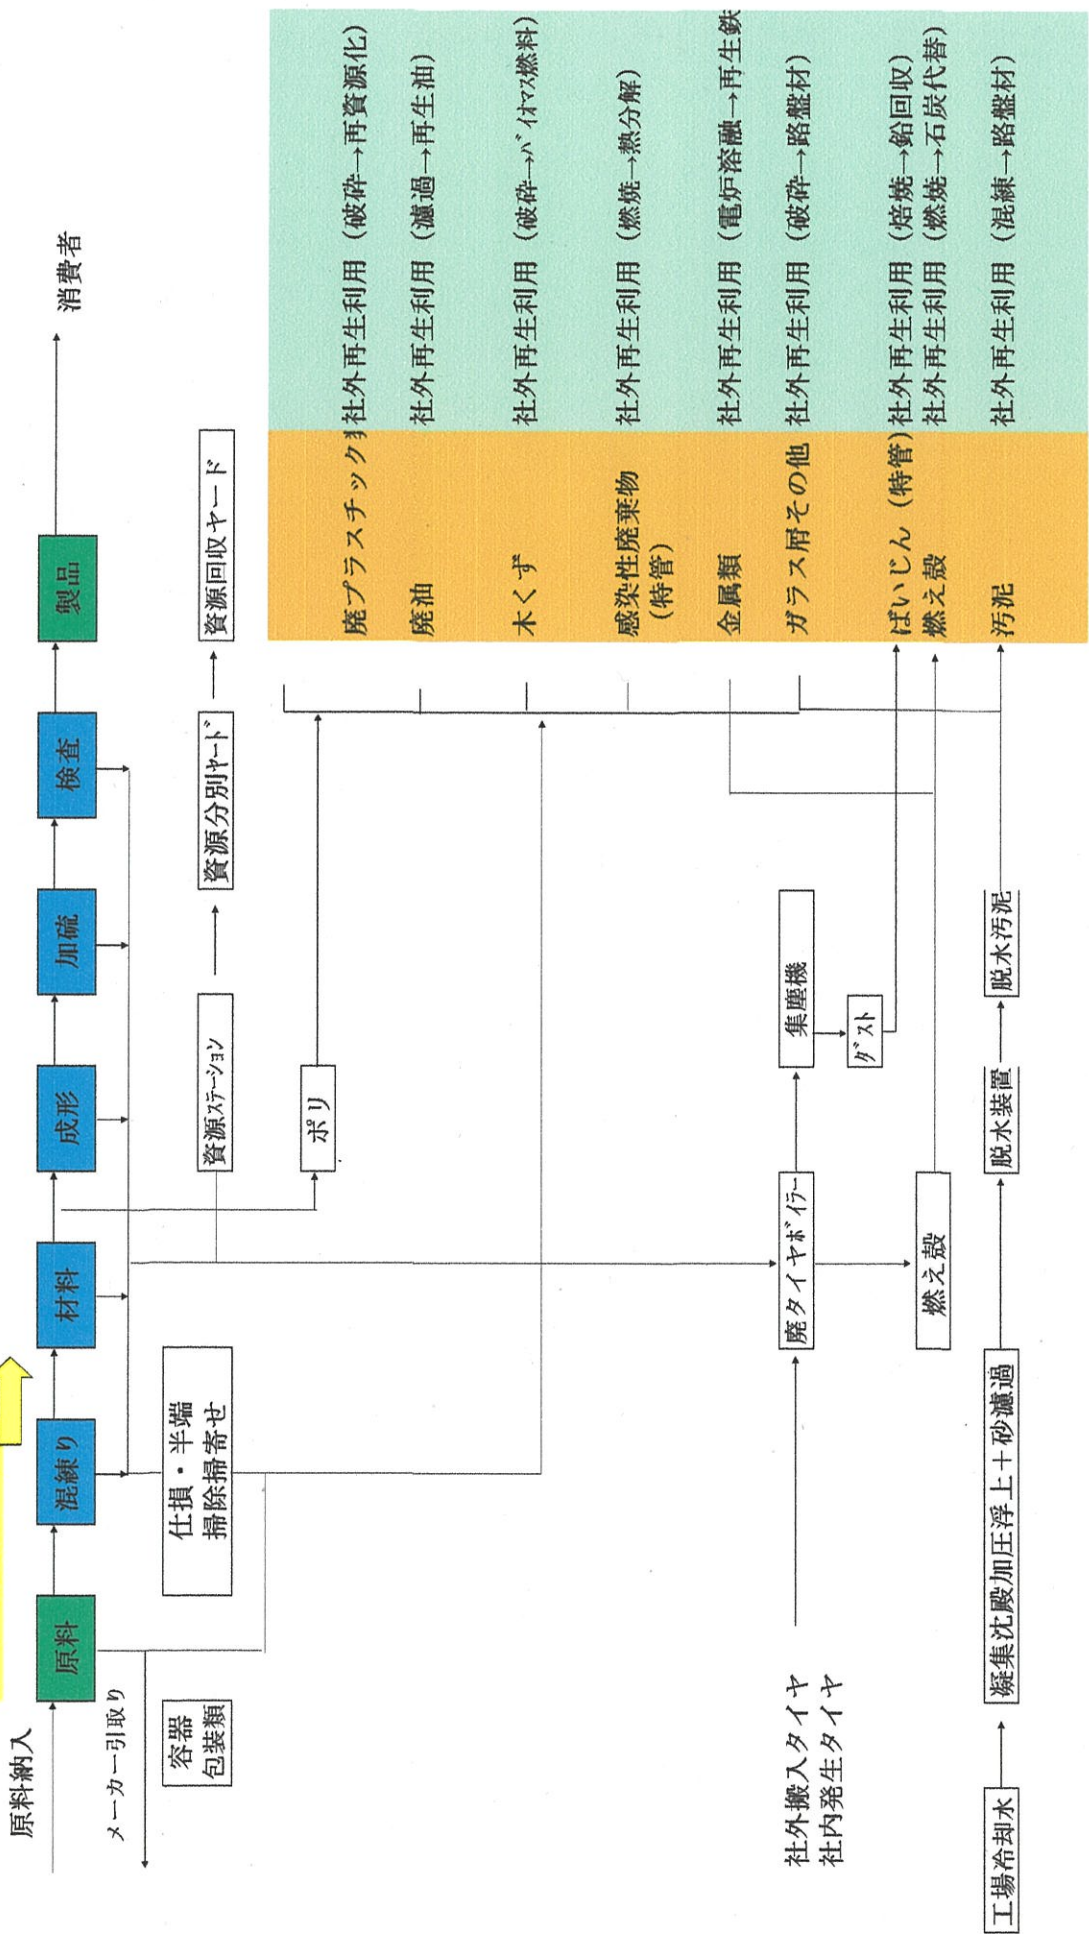 原料納入
原料
混練り
材料
成形
加硫
検査
製品
消費者
メーカー引取り
容器
包装類
仕損・半端
掃除掃寄せ
資源ステーション
資源分別ヤード
資源回収ヤード
ポリ
廃プラスチック類
社外再生利用（破砕→再資源化）
廃油
社外再生利用（濾過→再生油）
木くず
社外再生利用（破砕→バイオマス燃料）
感染性廃棄物
（特管）
社外再生利用（燃焼→熱分解）
金属類
社外再生利用（電炉溶融→再生鉄
ガラス層その他
社外再生利用（破砕→路盤材）
社外搬入タイヤ
社内発生タイヤ
廃タイヤボイラー
集塵機
ダスト
ばいじん（特管）
社外再生利用（焙焼→鉛回収）
燃え殻
燃え殻
社外再生利用（燃焼→石炭代替）
工場冷却水
凝集沈殿加圧浮上＋砂濾過
脱水装置
脱水汚泥
汚泥
社外再生利用（混練→路盤材）